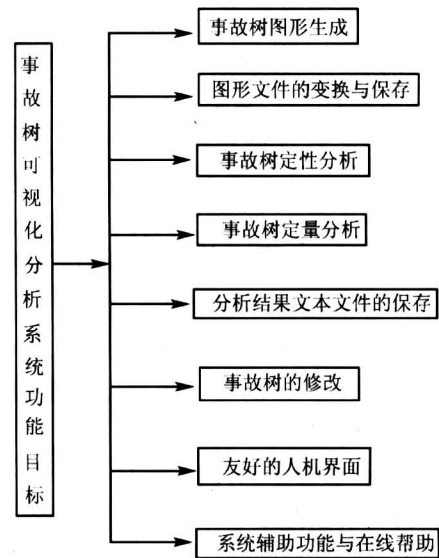 事故树可视化分析系统功能目标
事故树图形生成
图形文件的变换与保存
事故树定性分析
事故树定量分析
分析结果文本文件的保存
事故树的修改
友好的人机界面
系统辅助功能与在线帮助